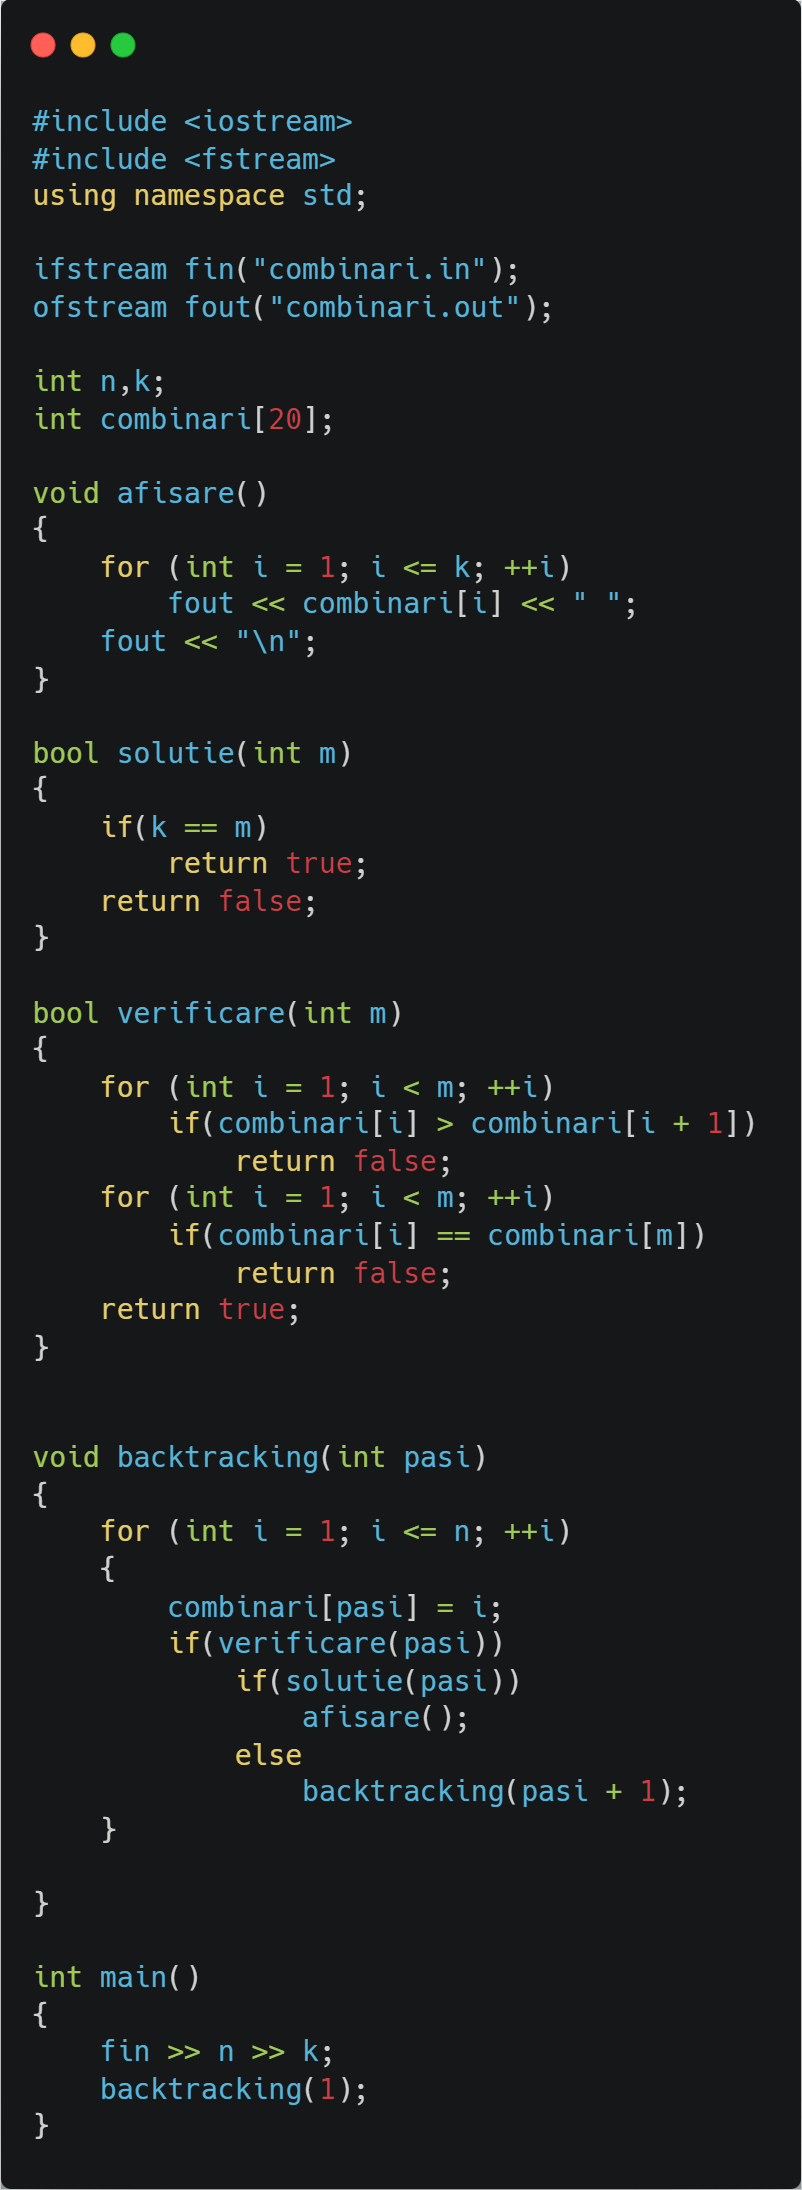 #include <iostream>
#include <fstream>
using namespace std;

ifstream fin("combinari.in");
ofstream fout("combinari.out");

int n,k;
int combinari[20];

void afisare()
{
    for (int i = 1; i <= k; ++i)
        fout << combinari[i] << " ";
    fout << "\n";
}

bool solutie(int m)
{
    if(k == m)
        return true;
    return false;
}

bool verificare(int m)
{
    for (int i = 1; i < m; ++i)
        if(combinari[i] > combinari[i + 1])
            return false;
    for (int i = 1; i < m; ++i)
        if(combinari[i] == combinari[m])
            return false;
    return true;
}


void backtracking(int pasi)
{
    for (int i = 1; i <= n; ++i)
    {
        combinari[pasi] = i;
        if(verificare(pasi))
            if(solutie(pasi))
                afisare();
            else
                backtracking(pasi + 1);
    }

}

int main()
{
    fin >> n >> k;
    backtracking(1);
}